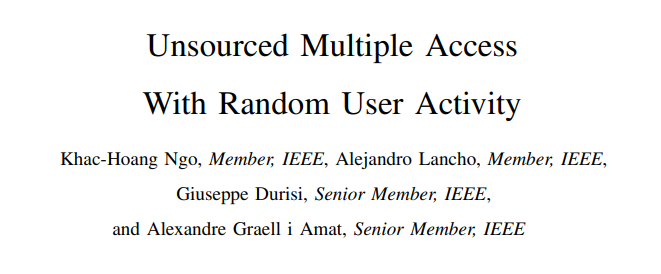 Unsourced Multiple Access
With Random User Activity
Khac-Hoang Ngo, Member, IEEE, Alejandro Lancho, Member, IEEE,
Giuseppe Durisi, Senior Member, IEEE,
and Alexandre Graell i Amat, Senior Member, IEEE